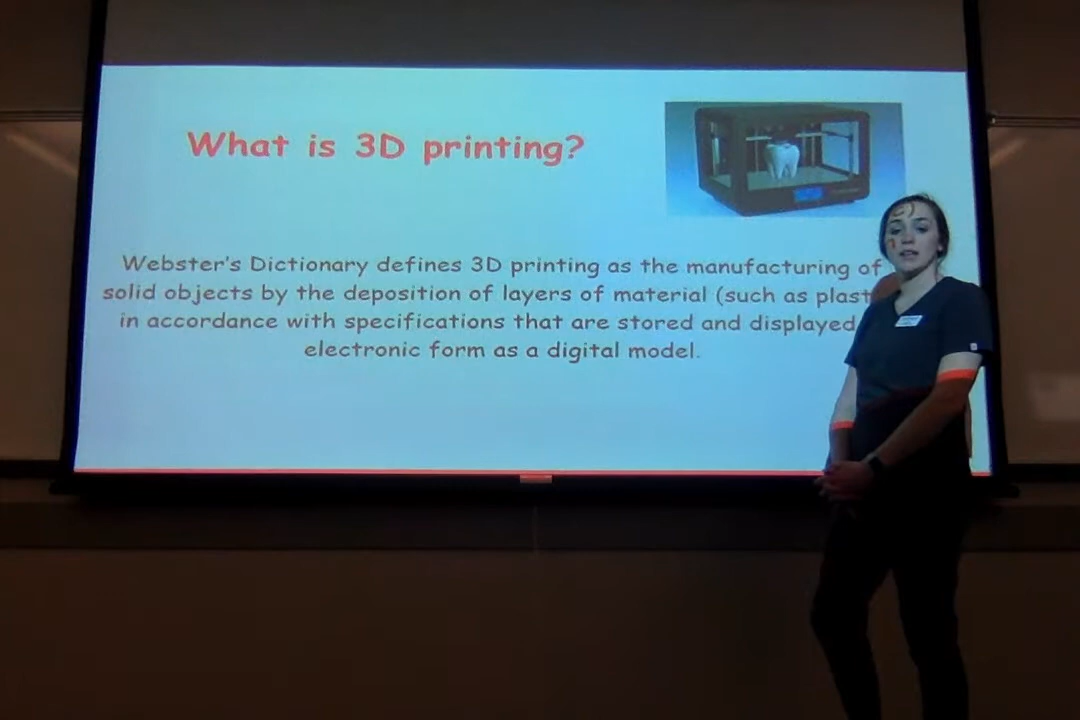 What is 3D printing?
Webster's Dictionary defines 3D printing as the manufacturing of
solid objects by the deposition of layers of material (such as plast
in accordance with specifications that are stored and displayed
electronic form as a digital model.